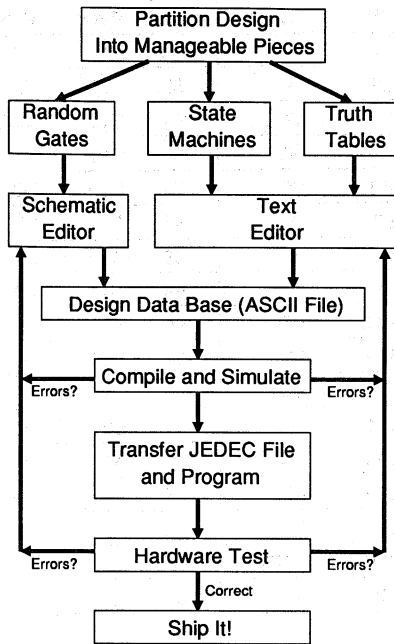 Partition Design
Into Manageable Pieces
Random
Gates
State
Machines
Truth
Tables
Schematic
Editor
Text
Editor
Design Data Base (ASCII File)
Compile and Simulate
Errors?
Errors?
Transfer JEDEC File
and Program
Hardware Test
Errors?
Errors?
Correct
Ship It!